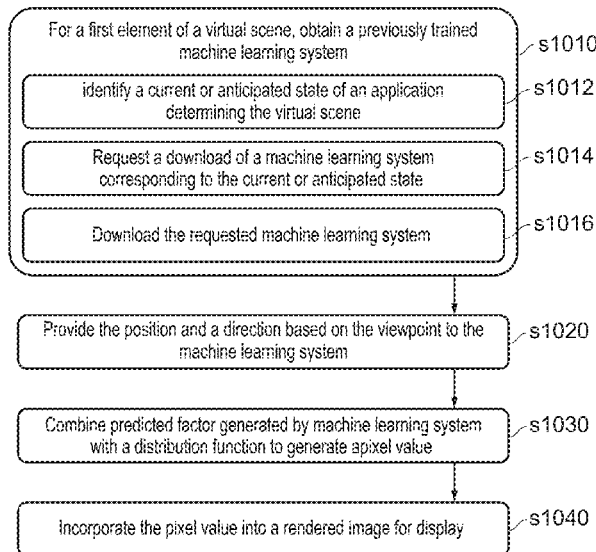 For a first element of a virtual scene, obtain a previously trained
machine learning system
s1010
identify a current or anticipated state of an application
determining the virtual scene
s1012
Request a download of a machine learning system
corresponding to the current or anticipated state
s1014
Download the requested machine learning system
s1016
Provide the position and a direction based on the viewpoint to the
machine learning system
s1020
Combine predicted factor generated by machine learning system
with a distribution function to generate apixel value
s1030
Incorporate the pixel value into a rendered image for display
s1040